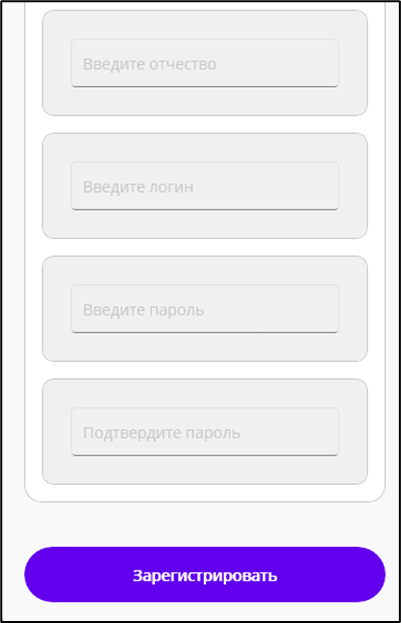 Введите отчество
Введите логин
Введите пароль
Подтвердите пароль
Зарегистрировать